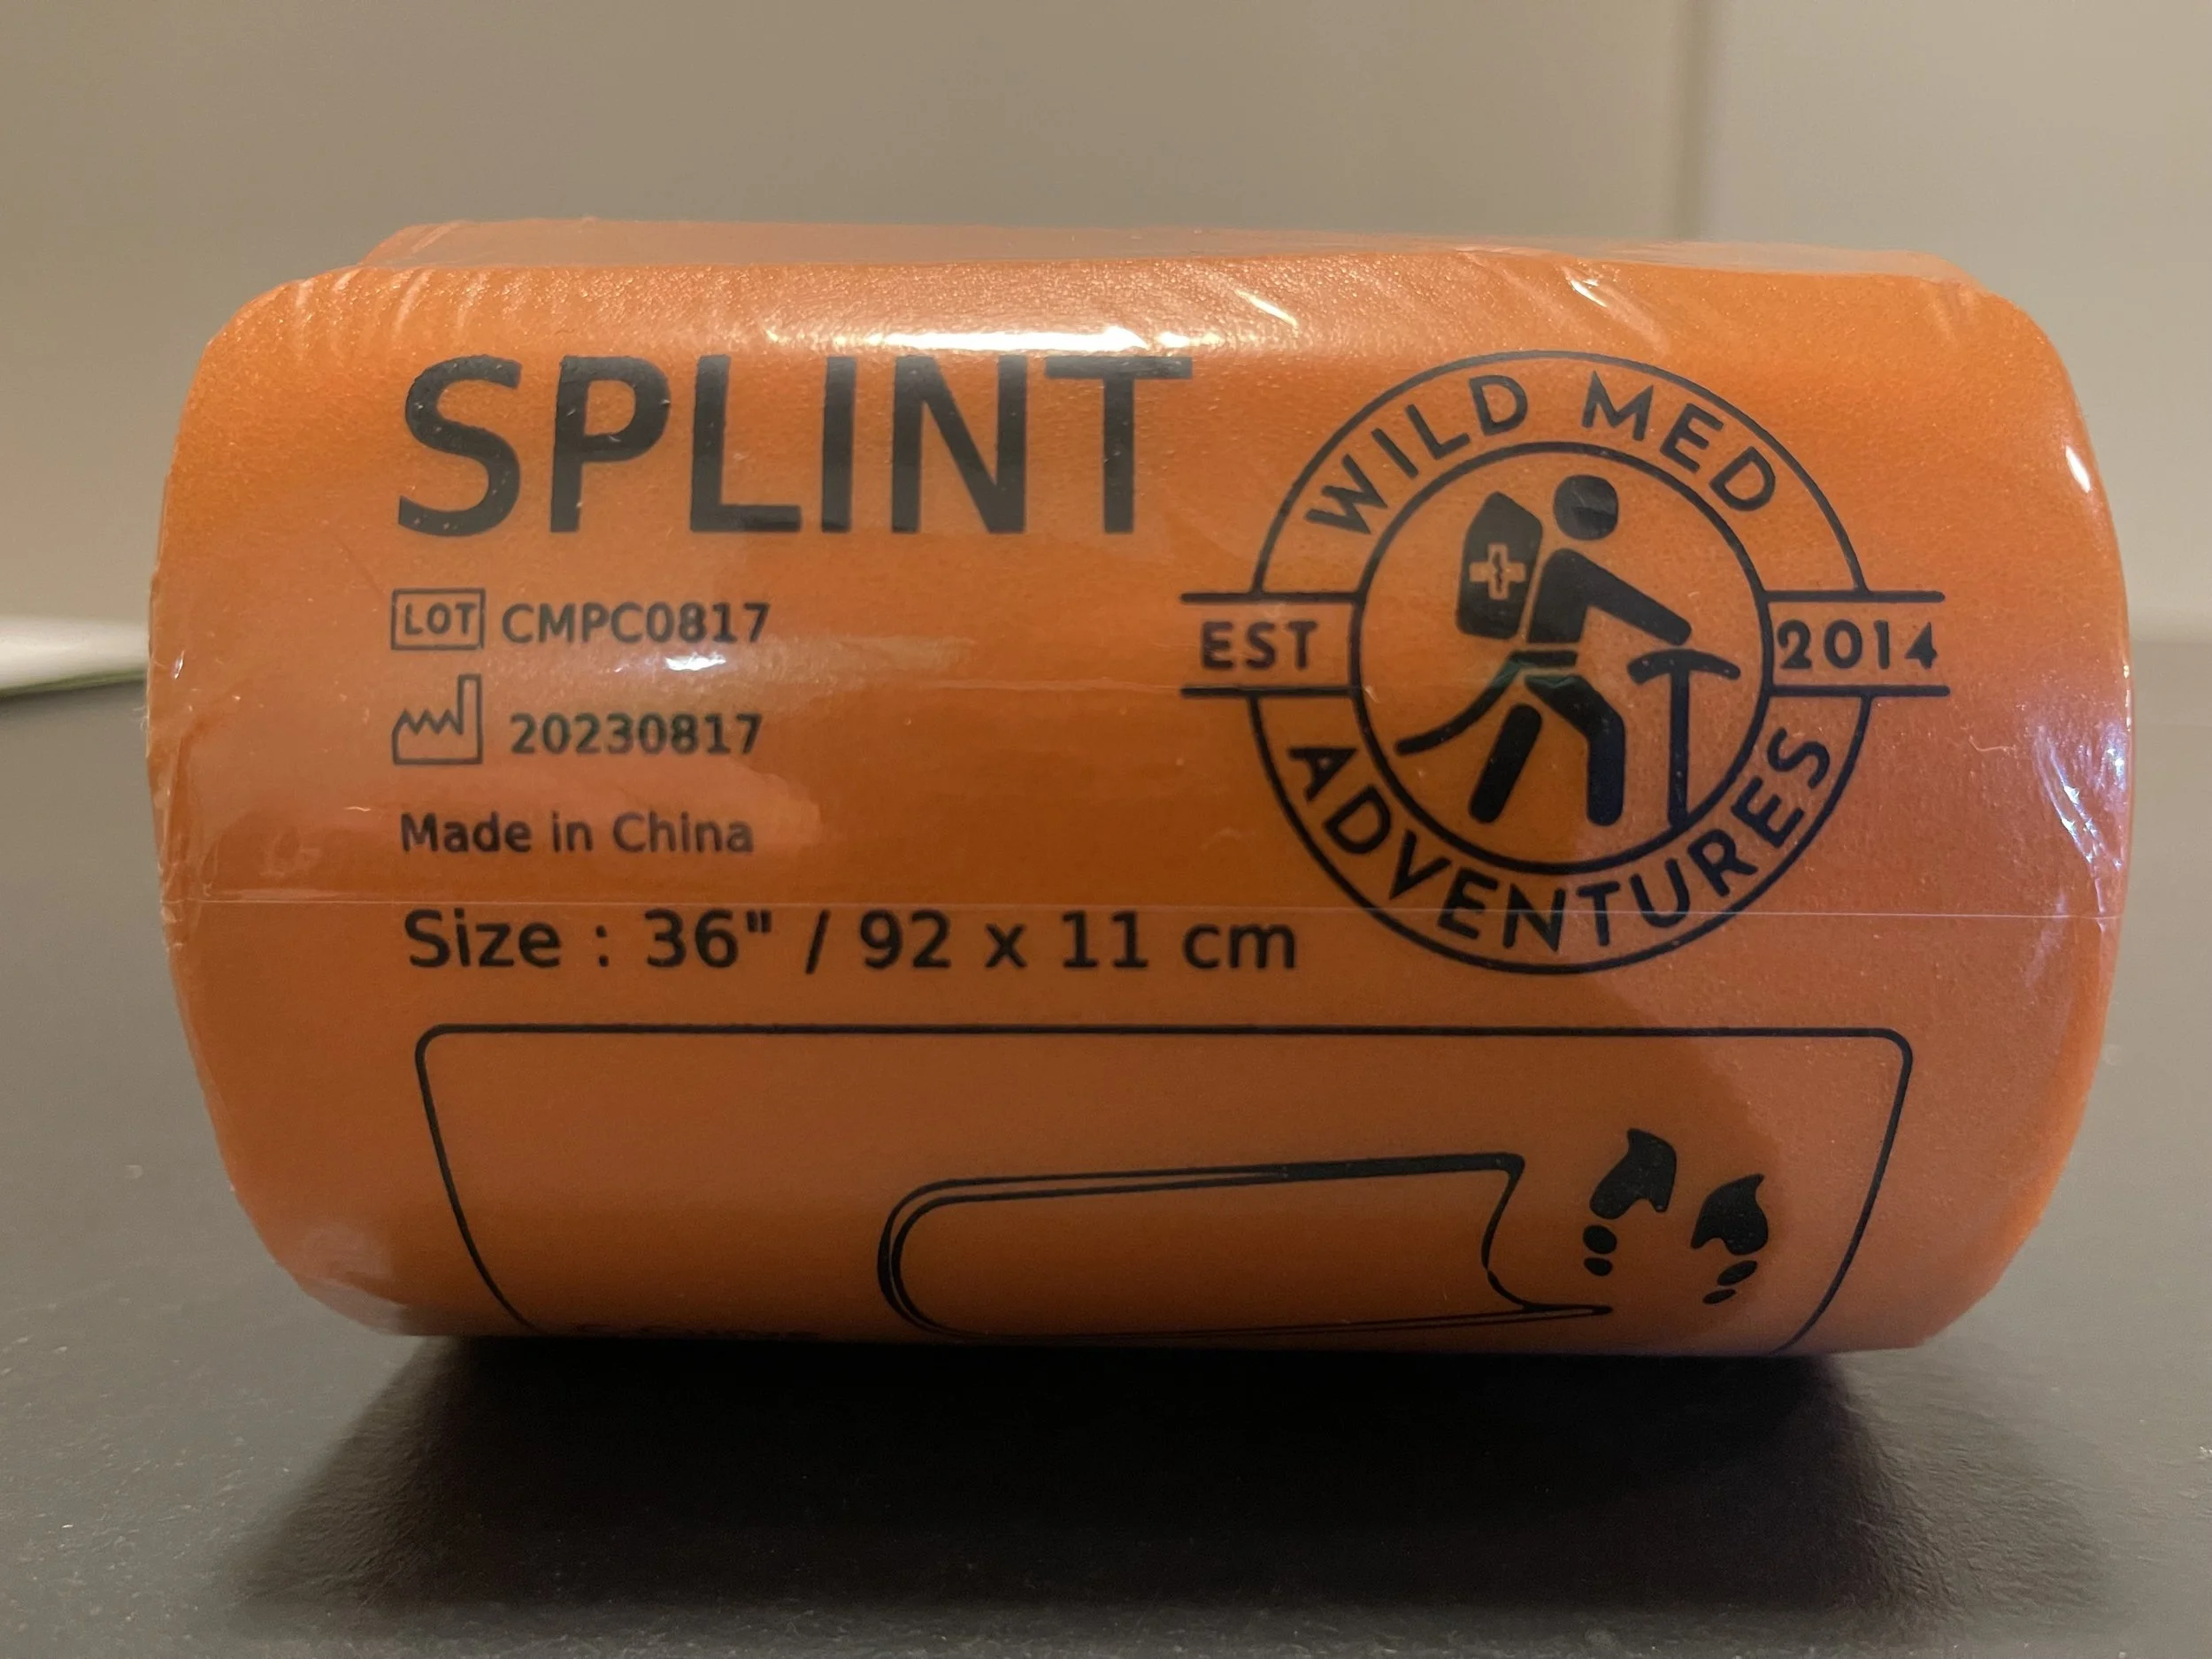 SPLINT
LOT CMPC0817
20230817
Made in China
Size : 36" / 92 x 11 cm
WILD MED
EST 2014
ADVENTURES